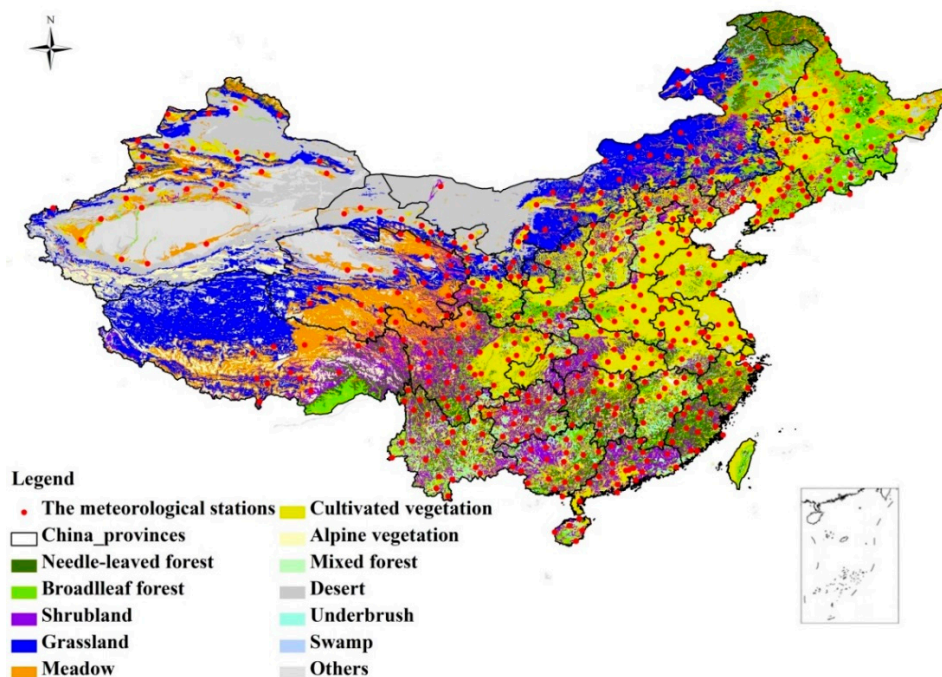 N
Legend
The meteorological stations
China_provinces
Needle-leaved forest
Broadlleaf forest
Shrubland
Grassland
Meadow
Cultivated vegetation
Alpine vegetation
Mixed forest
Desert
Underbrush
Swamp
Others